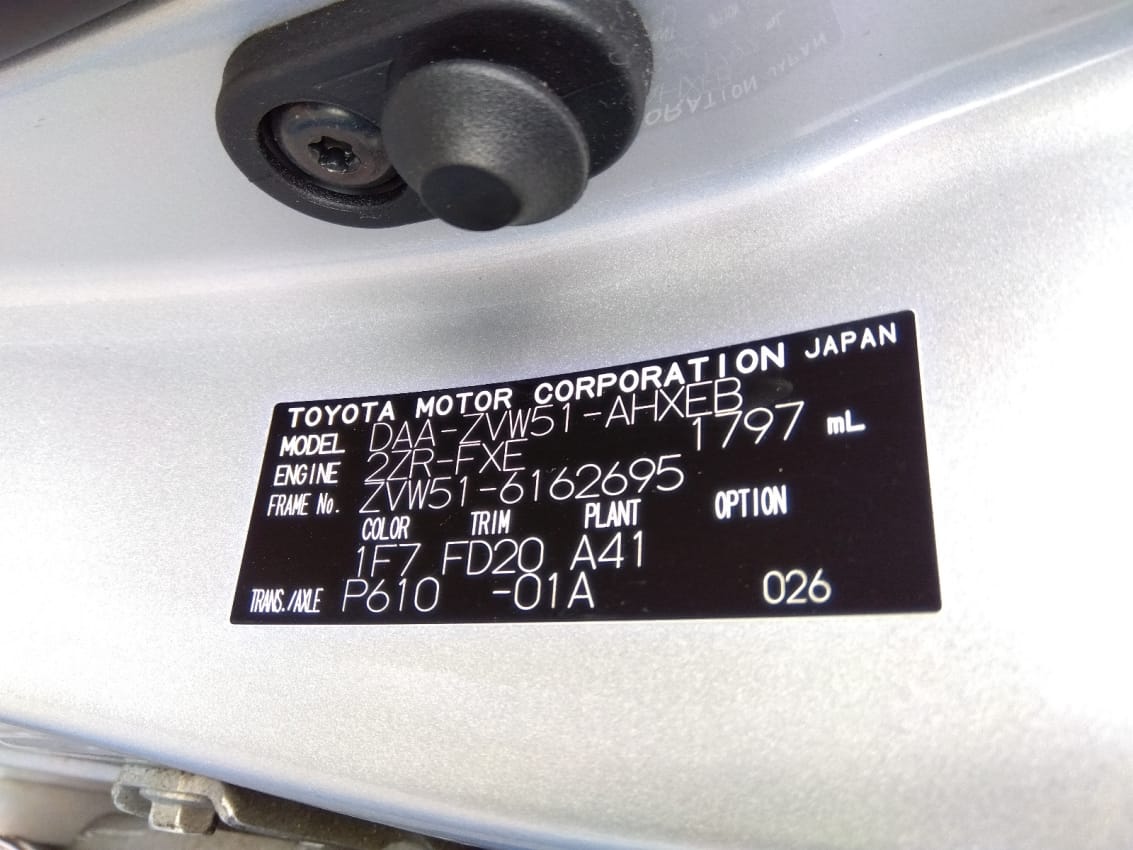 TOYOTA MOTOR CORPORATION JAPAN
MODEL DAA-ZVW51-AHXEB
ENGINE 2ZR-FXE 1797 mL
FRAME No. ZVW51-6162695
COLOR TRIM PLANT OPTION
1F7 FD20 A41
TRANS./AXLE P610 -01A 026